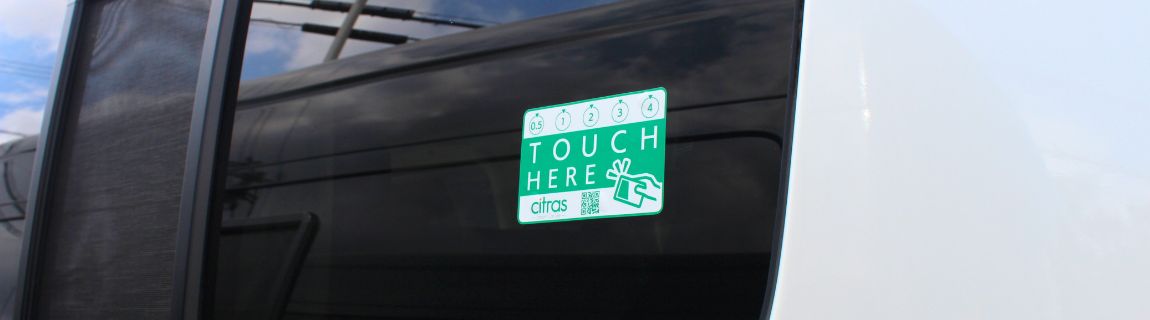 0.5 1 2 3 4
TOUCH
HERE
citras